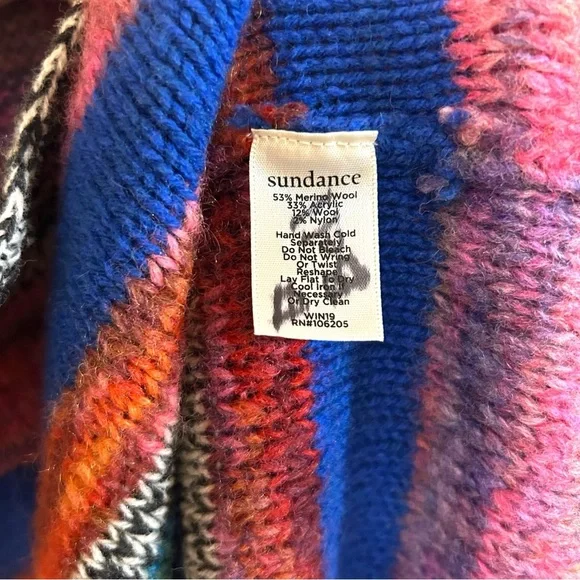 sundance
53% Merino Wool
33% Acrylic
12% Wool
2% Nylon
Hand Wash Cold
Separately
Do Not Bleach
Do Not Wring
Or Twist
Reshape
Lay Flat To Dry
Cool Iron If
Necessary
Or Dry Clean
WIN19
RN#106205